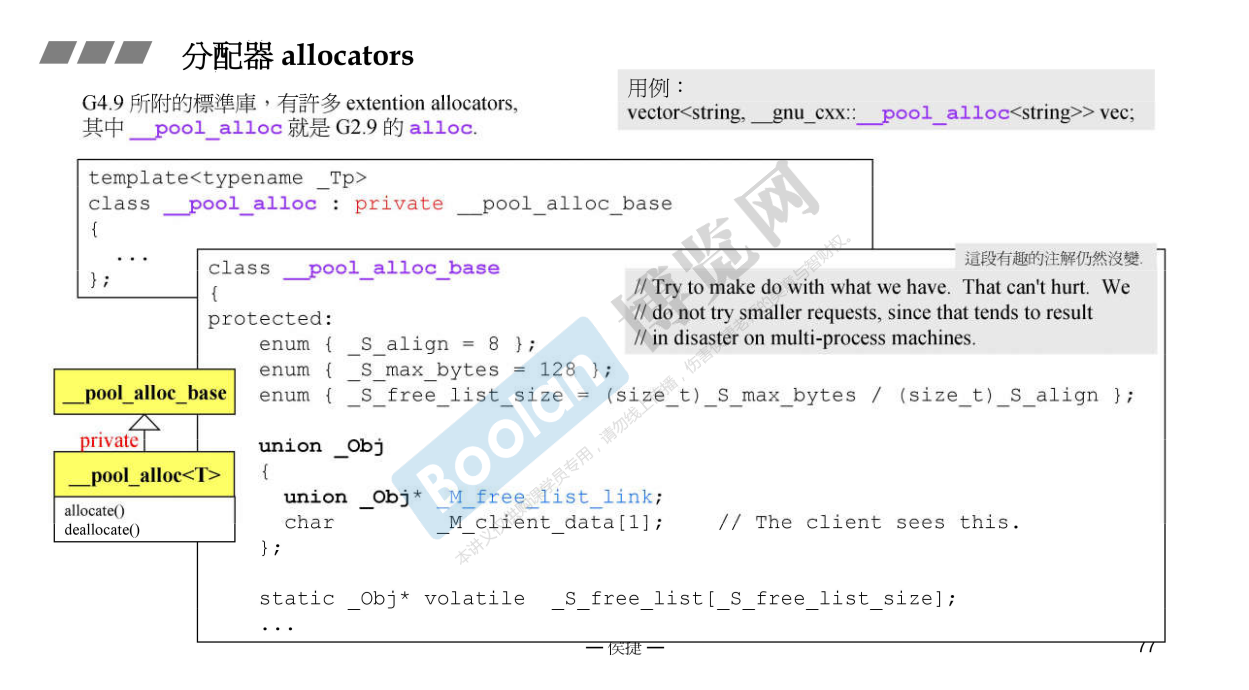 分配器 allocators
G4.9 所附的標準庫，有許多 extention allocators,
其中 __pool_alloc 就是 G2.9 的 alloc.
用例：
vector<string, __gnu_cxx::__pool_alloc<string>> vec;
template<typename _Tp>
class __pool_alloc : private __pool_alloc_base
{
...
};
class __pool_alloc_base
{
protected:
enum { _S_align = 8 };
enum { _S_max_bytes = 128 };
enum { _S_free_list_size = (size_t)_S_max_bytes / (size_t)_S_align };
union _Obj
{
union _Obj* _M_free_list_link;
char _M_client_data[1]; // The client sees this.
};
static _Obj* volatile _S_free_list[_S_free_list_size];
...
這段有趣的注解仍然沒變.
// Try to make do with what we have. That can't hurt. We
// do not try smaller requests, since that tends to result
// in disaster on multi-process machines.
__pool_alloc_base
private
__pool_alloc<T>
allocate()
deallocate()
Boolan
博览网
— 侯捷 —
77